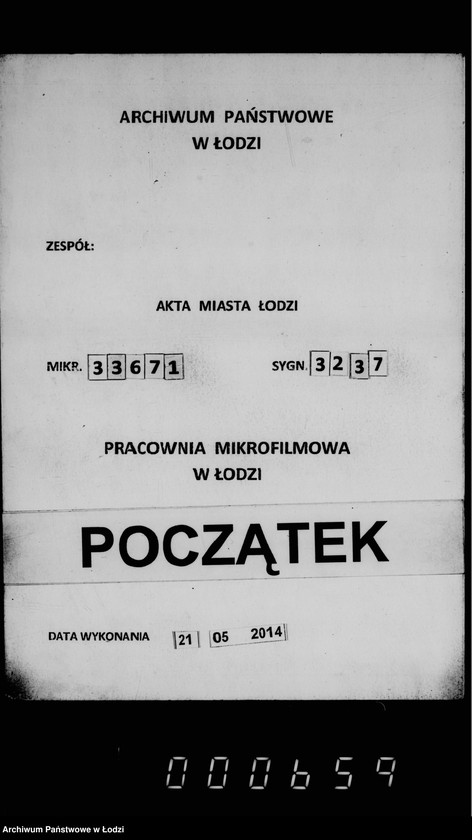 ARCHIWUM PAŃSTWOWE
W ŁODZI
ZESPÓŁ:
AKTA MIASTA ŁODZI
MIKR. 33671 SYGN. 3237
PRACOWNIA MIKROFILMOWA
W ŁODZI
POCZĄTEK
DATA WYKONANIA 21 05 2014
000659
Archiwum Państwowe w Łodzi